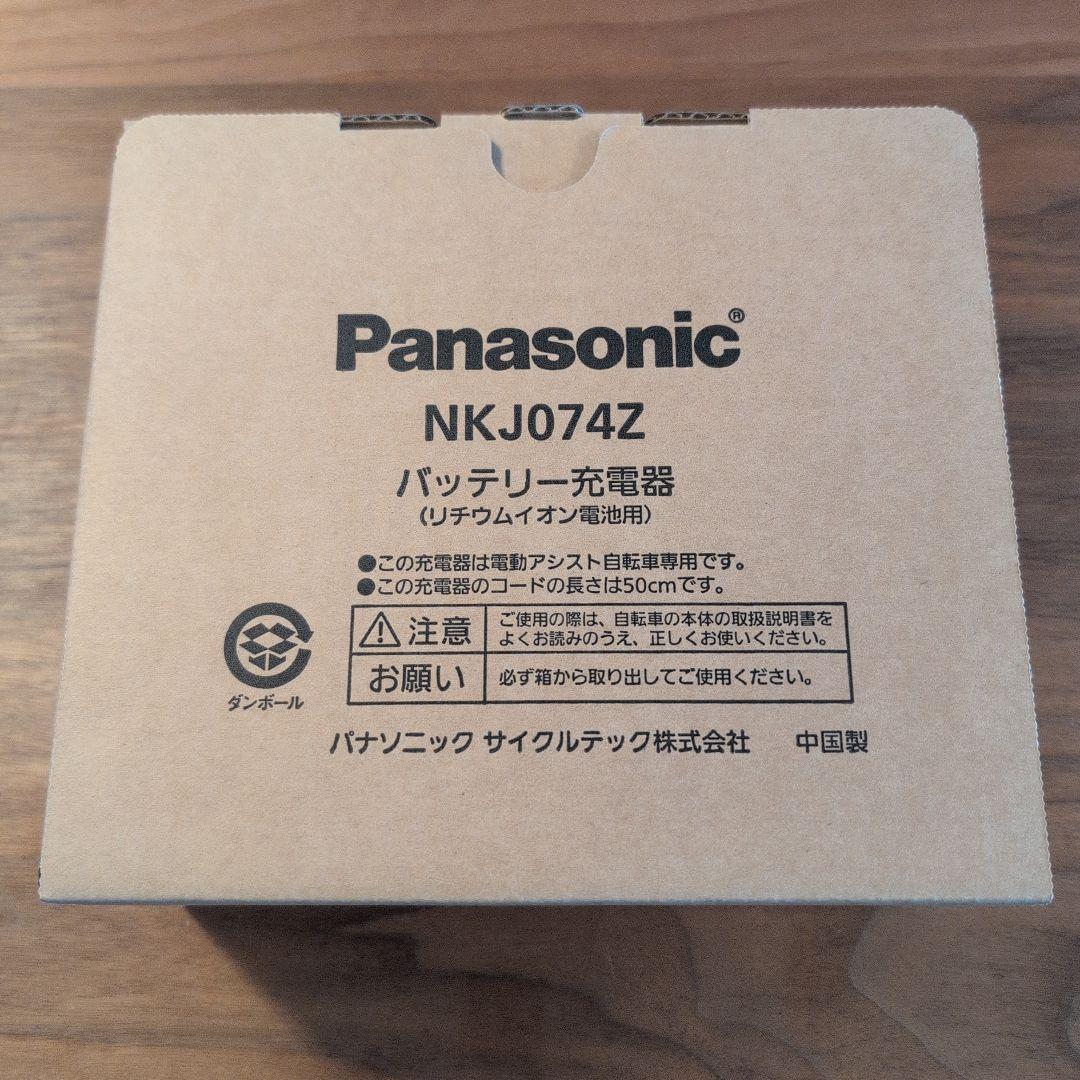 Panasonic®
NKJ074Z
バッテリー充電器
(リチウムイオン電池用)
●この充電器は電動アシスト自転車専用です。
●この充電器のコードの長さは50cmです。
注意
ご使用の際は、自転車の本体の取扱説明書を
よくお読みのうえ、正しくお使いください。
お願い
必ず箱から取り出してご使用ください。
ダンボール
パナソニック サイクルテック株式会社 中国製